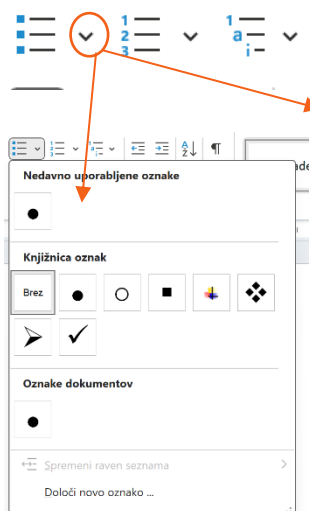 1
2
3
1
a
i
A
Z
¶
Nedavno uporabljene oznake
Knjižnica oznak
Brez
Oznake dokumentov
Spremeni raven seznama
Določi novo oznako ...